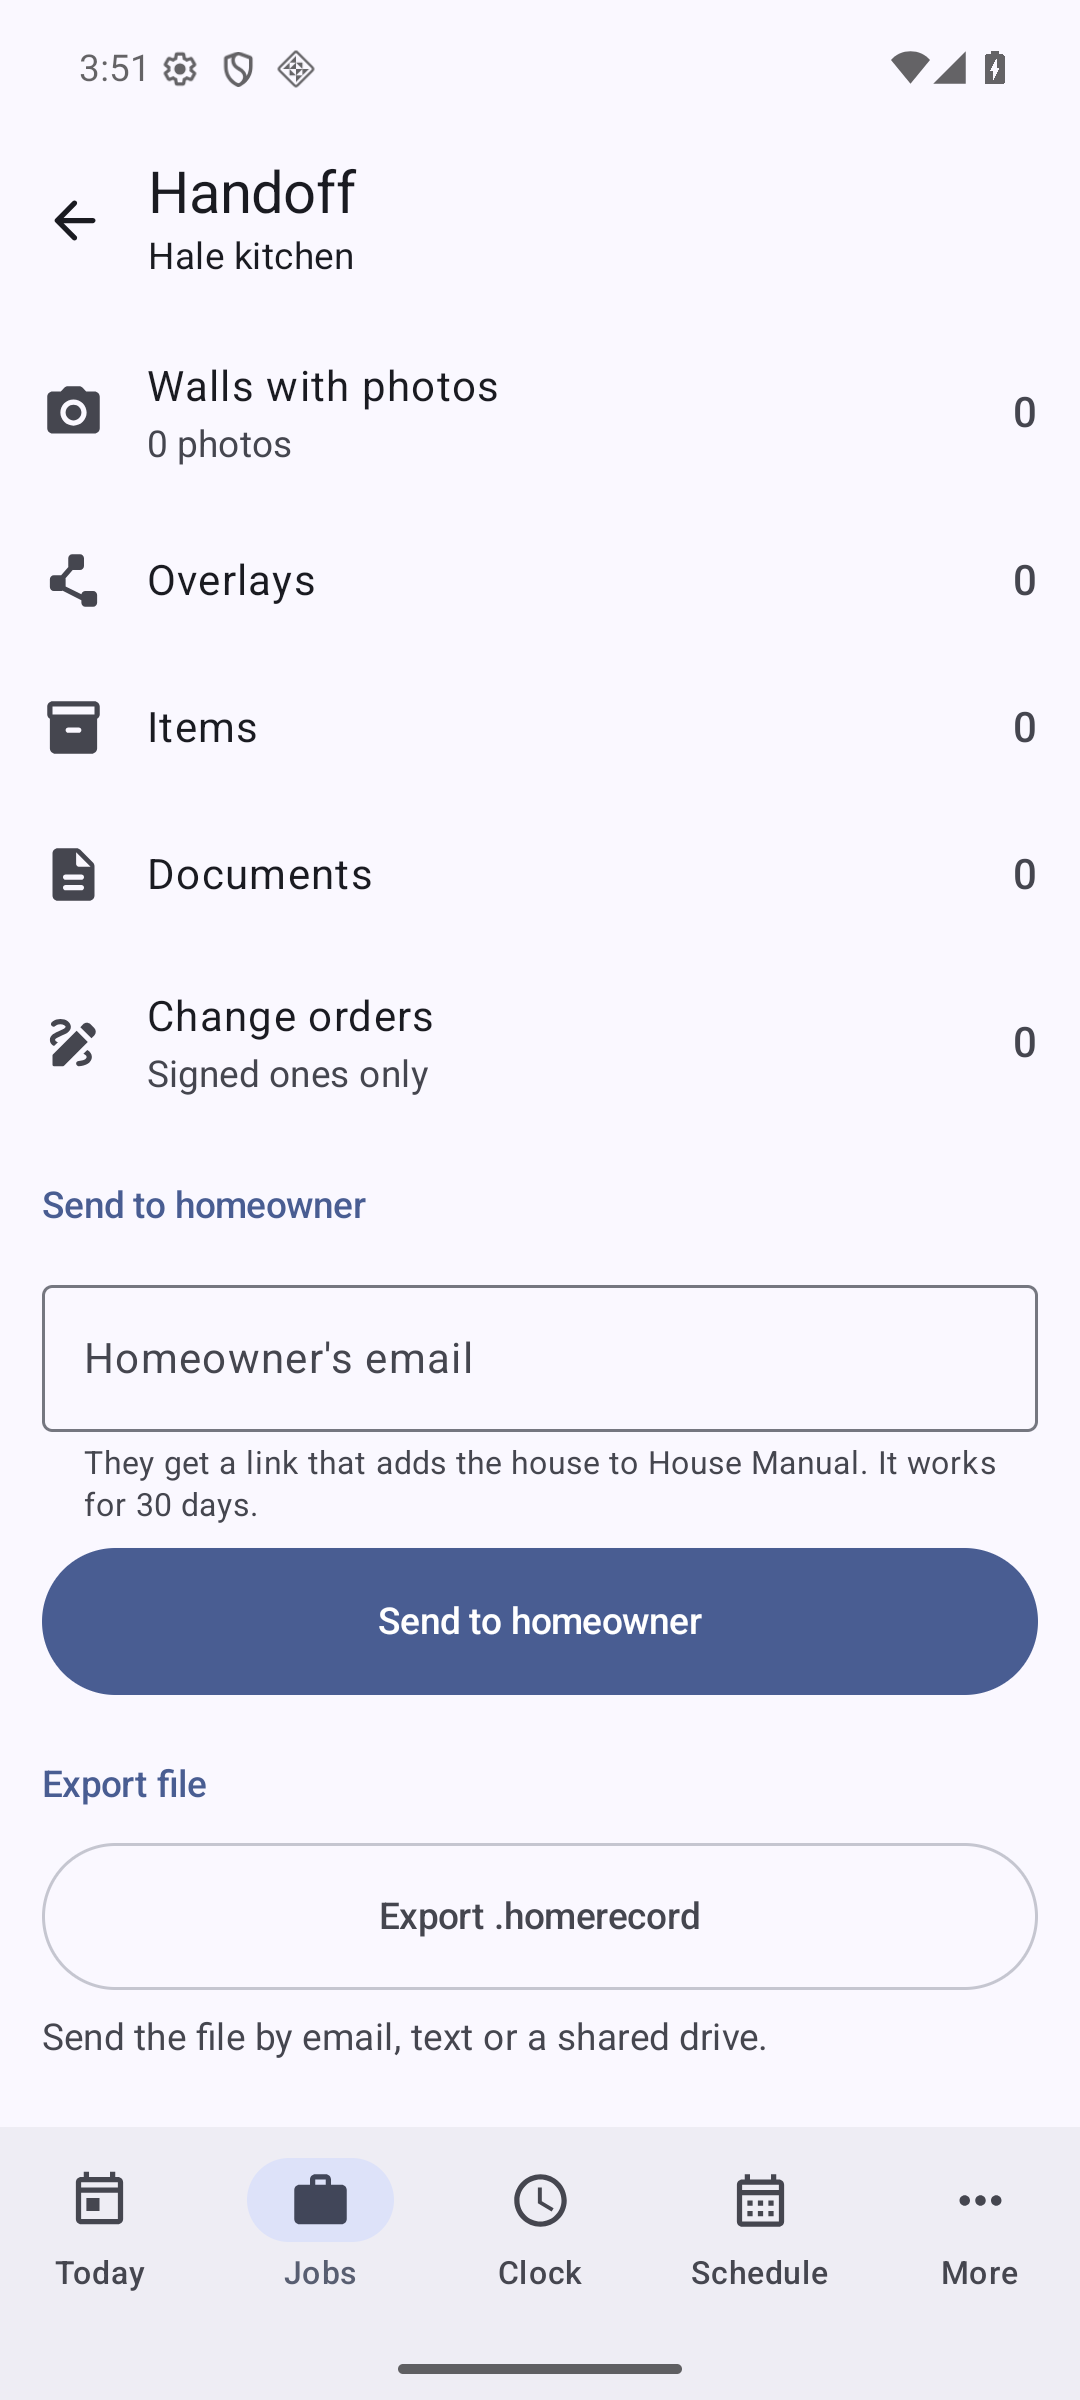 3:51
Handoff
Hale kitchen
Walls with photos
0 photos
0
Overlays
0
Items
0
Documents
0
Change orders
Signed ones only
0
Send to homeowner
Homeowner's email
They get a link that adds the house to House Manual. It works
for 30 days.
Send to homeowner
Export file
Export .homerecord
Send the file by email, text or a shared drive.
Today
Jobs
Clock
Schedule
More